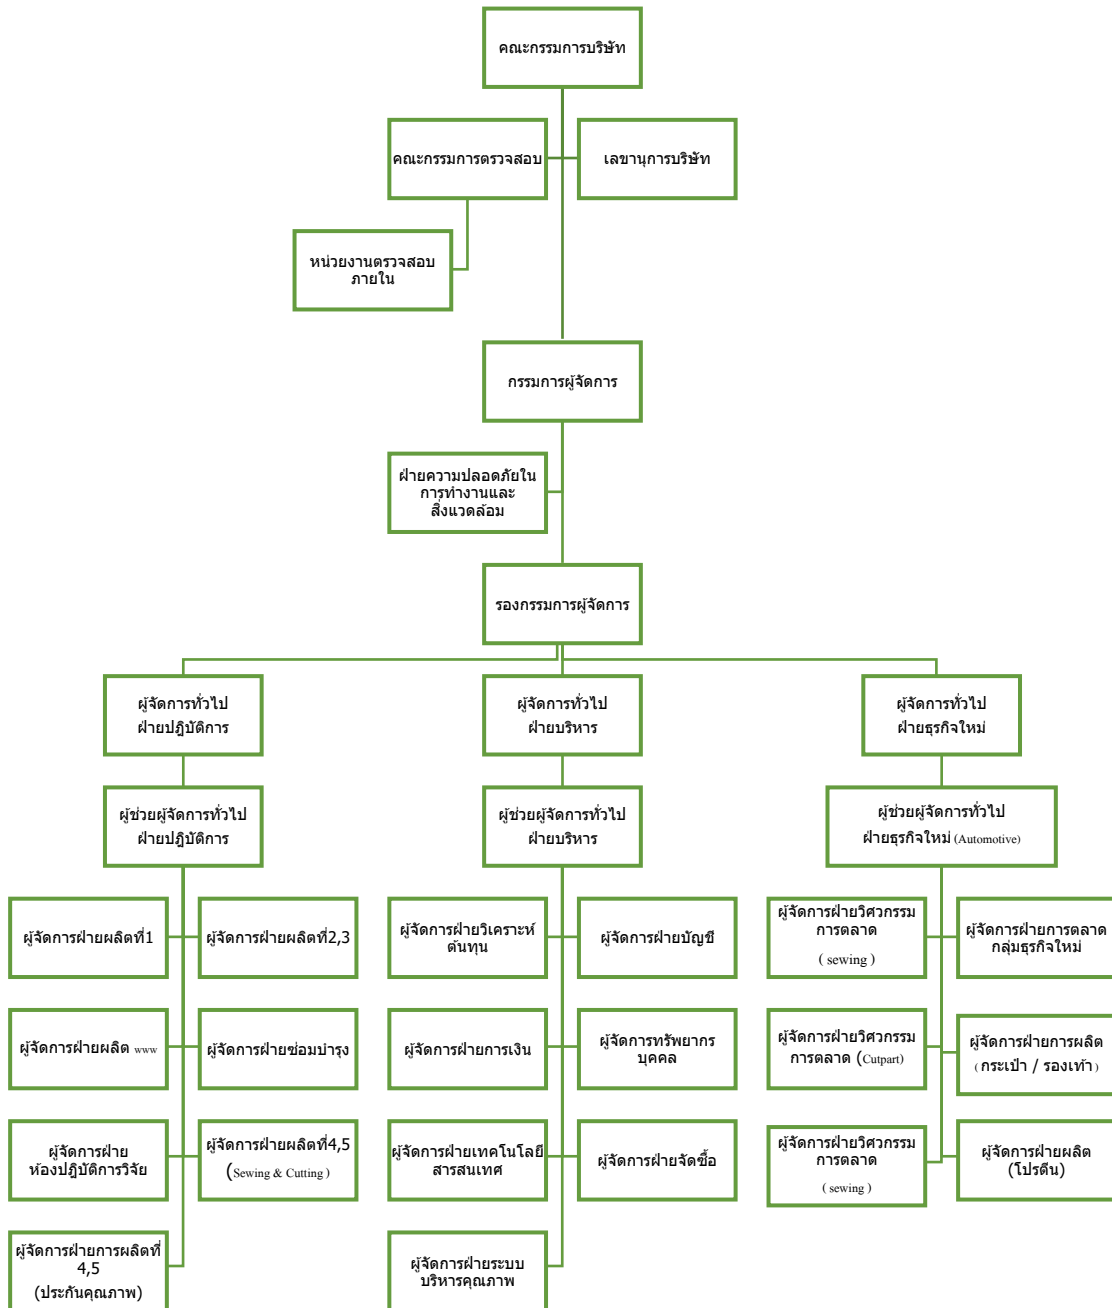 คณะกรรมการบริษัท
คณะกรรมการตรวจสอบ
เลขานุการบริษัท
หน่วยงานตรวจสอบ
ภายใน
กรรมการผู้จัดการ
ฝ่ายความปลอดภัยใน
การทำงานและ
สิ่งแวดล้อม
รองกรรมการผู้จัดการ
ผู้จัดการทั่วไป
ฝ่ายปฎิบัติการ
ผู้จัดการทั่วไป
ฝ่ายบริหาร
ผู้จัดการทั่วไป
ฝ่ายธุรกิจใหม่
ผู้ช่วยผู้จัดการทั่วไป
ฝ่ายปฎิบัติการ
ผู้ช่วยผู้จัดการทั่วไป
ฝ่ายบริหาร
ผู้ช่วยผู้จัดการทั่วไป
ฝ่ายธุรกิจใหม่ (Automotive)
ผู้จัดการฝ่ายผลิตที่1
ผู้จัดการฝ่ายผลิตที่2,3
ผู้จัดการฝ่ายวิเคราะห์
ต้นทุน
ผู้จัดการฝ่ายบัญชี
ผู้จัดการฝ่ายวิศวกรรม
การตลาด
( sewing )
ผู้จัดการฝ่ายการตลาด
กลุ่มธุรกิจใหม่
ผู้จัดการฝ่ายผลิต www
ผู้จัดการฝ่ายซ่อมบำรุง
ผู้จัดการฝ่ายการเงิน
ผู้จัดการทรัพยากร
บุคคล
ผู้จัดการฝ่ายวิศวกรรม
การตลาด (Cutpart)
ผู้จัดการฝ่ายการผลิต
( กระเป๋า / รองเท้า )
ผู้จัดการฝ่าย
ห้องปฎิบัติการวิจัย
ผู้จัดการฝ่ายผลิตที่4,5
(Sewing & Cutting )
ผู้จัดการฝ่ายเทคโนโลยี
สารสนเทศ
ผู้จัดการฝ่ายจัดซื้อ
ผู้จัดการฝ่ายวิศวกรรม
การตลาด
( sewing )
ผู้จัดการฝ่ายผลิต
(โปรตีน)
ผู้จัดการฝ่ายการผลิตที่
4,5
(ประกันคุณภาพ)
ผู้จัดการฝ่ายระบบ
บริหารคุณภาพ